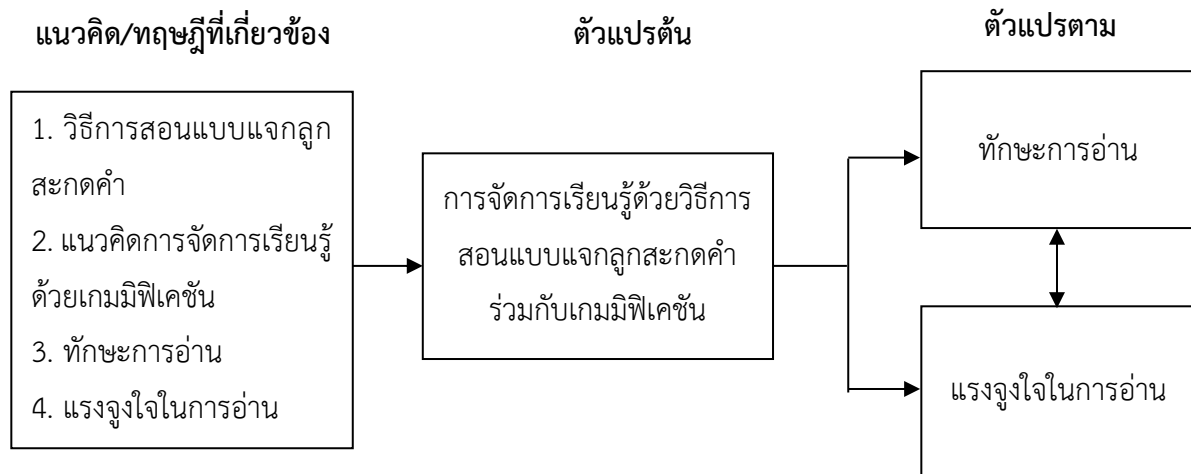 แนวคิด/ทฤษฎีที่เกี่ยวข้อง
ตัวแปรต้น
ตัวแปรตาม
1. วิธีการสอนแบบแจกลูก
สะกดคำ
2. แนวคิดการจัดการเรียนรู้
ด้วยเกมมิฟิเคชัน
3. ทักษะการอ่าน
4. แรงจูงใจในการอ่าน
การจัดการเรียนรู้ด้วยวิธีการ
สอนแบบแจกลูกสะกดคำ
ร่วมกับเกมมิฟิเคชัน
ทักษะการอ่าน
แรงจูงใจในการอ่าน